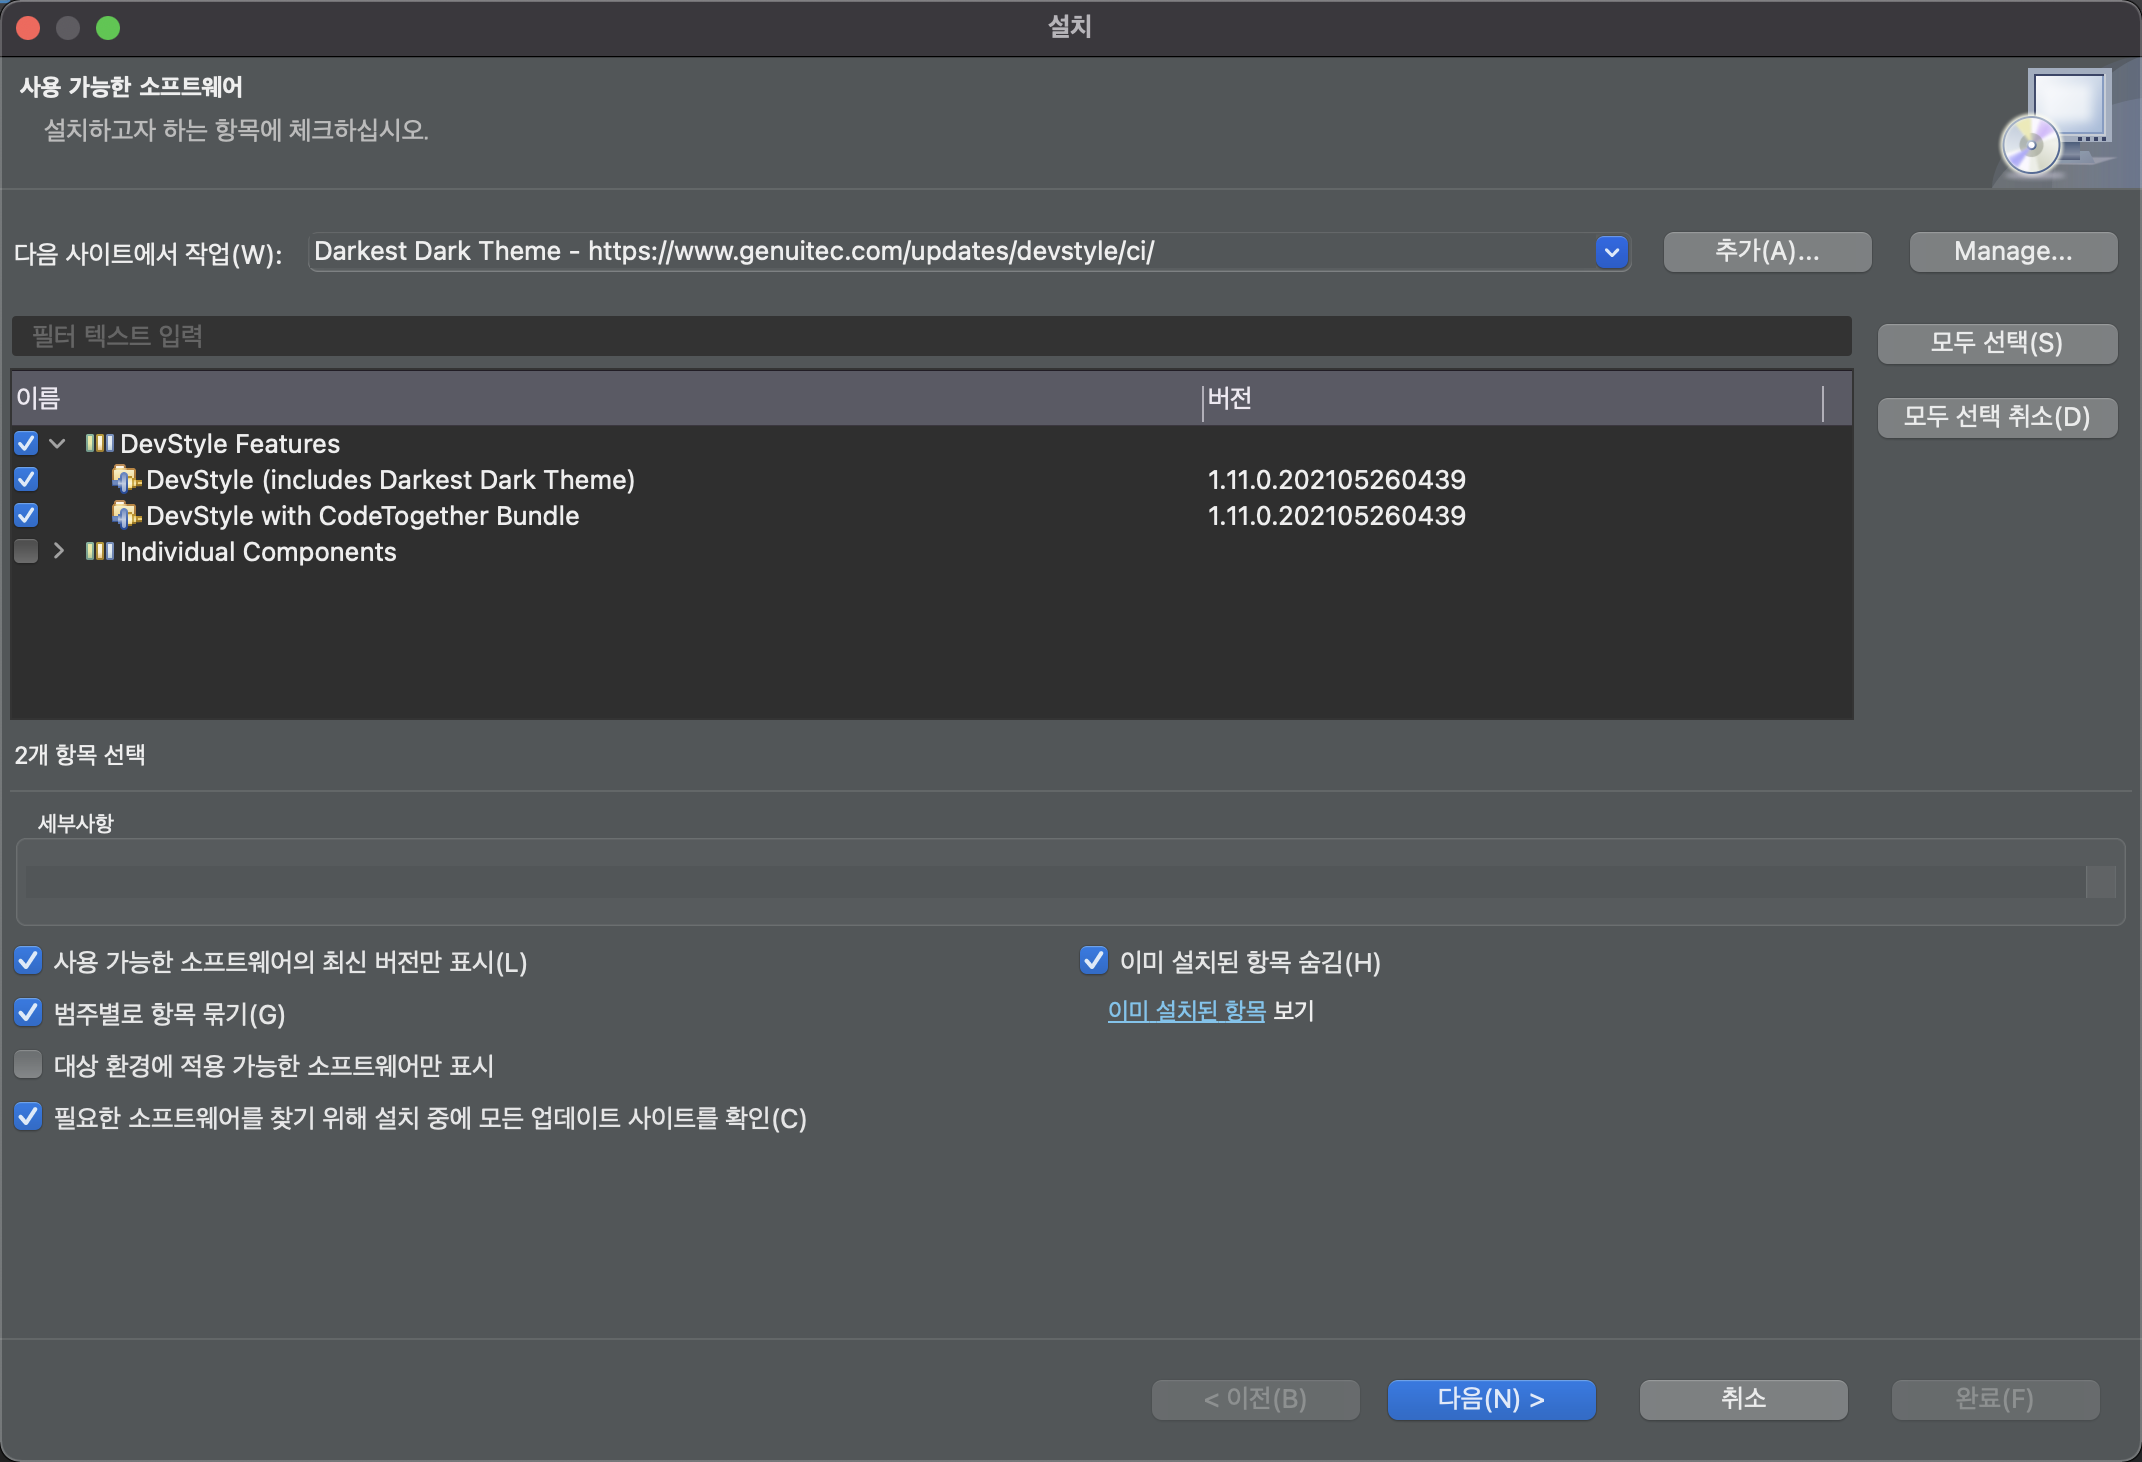 설치
사용 가능한 소프트웨어
설치하고자 하는 항목에 체크하십시오.
다음 사이트에서 작업(W): Darkest Dark Theme - https://www.genuitec.com/updates/devstyle/ci/ 추가(A)... Manage...
필터 텍스트 입력
모두 선택(S)
이름 버전
모두 선택 취소(D)
DevStyle Features
DevStyle (includes Darkest Dark Theme) 1.11.0.202105260439
DevStyle with CodeTogether Bundle 1.11.0.202105260439
Individual Components
2개 항목 선택
세부사항
사용 가능한 소프트웨어의 최신 버전만 표시(L) 이미 설치된 항목 숨김(H)
범주별로 항목 묶기(G) 이미 설치된 항목 보기
대상 환경에 적용 가능한 소프트웨어만 표시
필요한 소프트웨어를 찾기 위해 설치 중에 모든 업데이트 사이트를 확인(C)
< 이전(B) 다음(N) > 취소 완료(F)